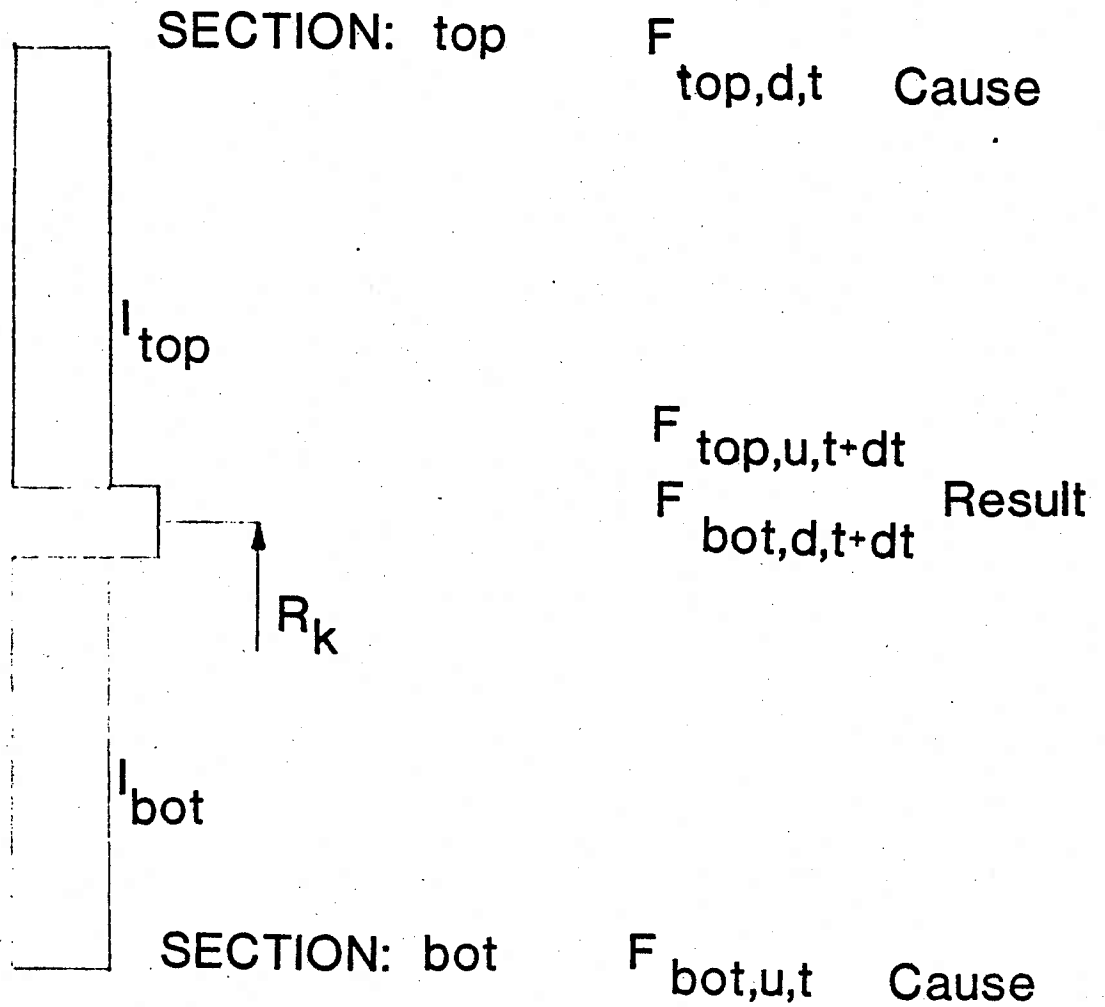 SECTION: top F top,d,t Cause
l top
F top,u,t+dt
F bot,d,t+dt Result
R k
l bot
SECTION: bot F bot,u,t Cause